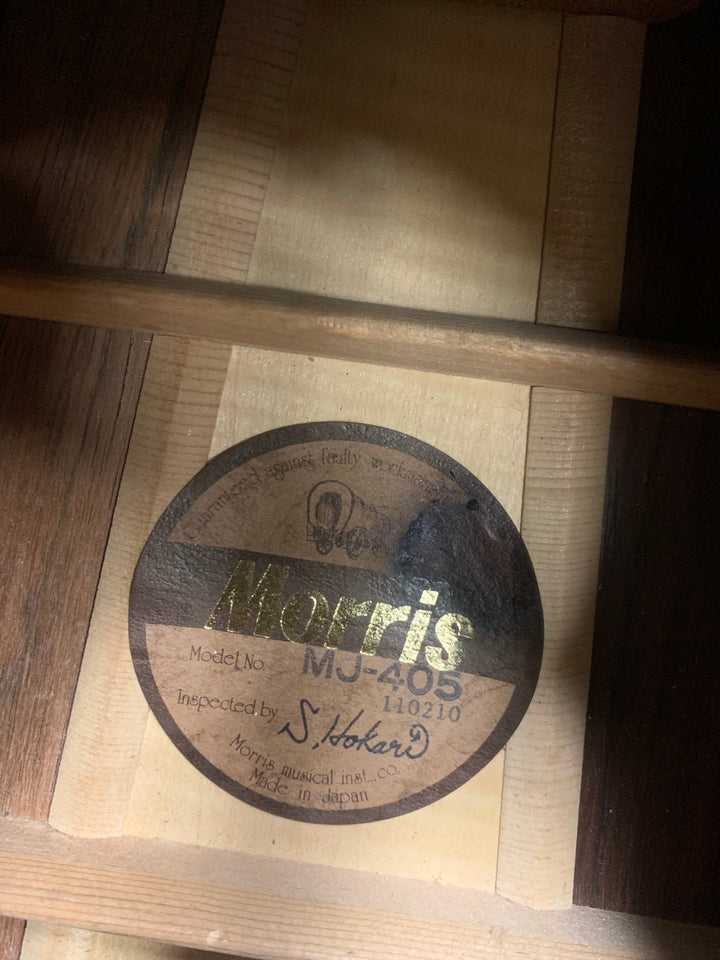 Guaranteed against faulty
Morris
Model No. MJ-405
110210
Inspected by S. Hokari
Morris musical inst., co.
Made in Japan